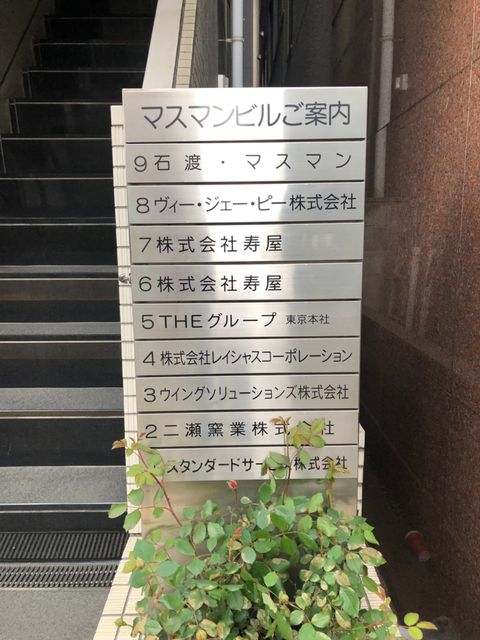 マスマンビルご案内
9石渡・マスマン
8ヴィー・ジェー・ピー株式会社
7株式会社寿屋
6株式会社寿屋
5THEグループ 東京本社
4株式会社レイシャスコーポレーション
3ウイングソリューションズ株式会社
2二瀬窯業株式会社
スタンダードサービス株式会社